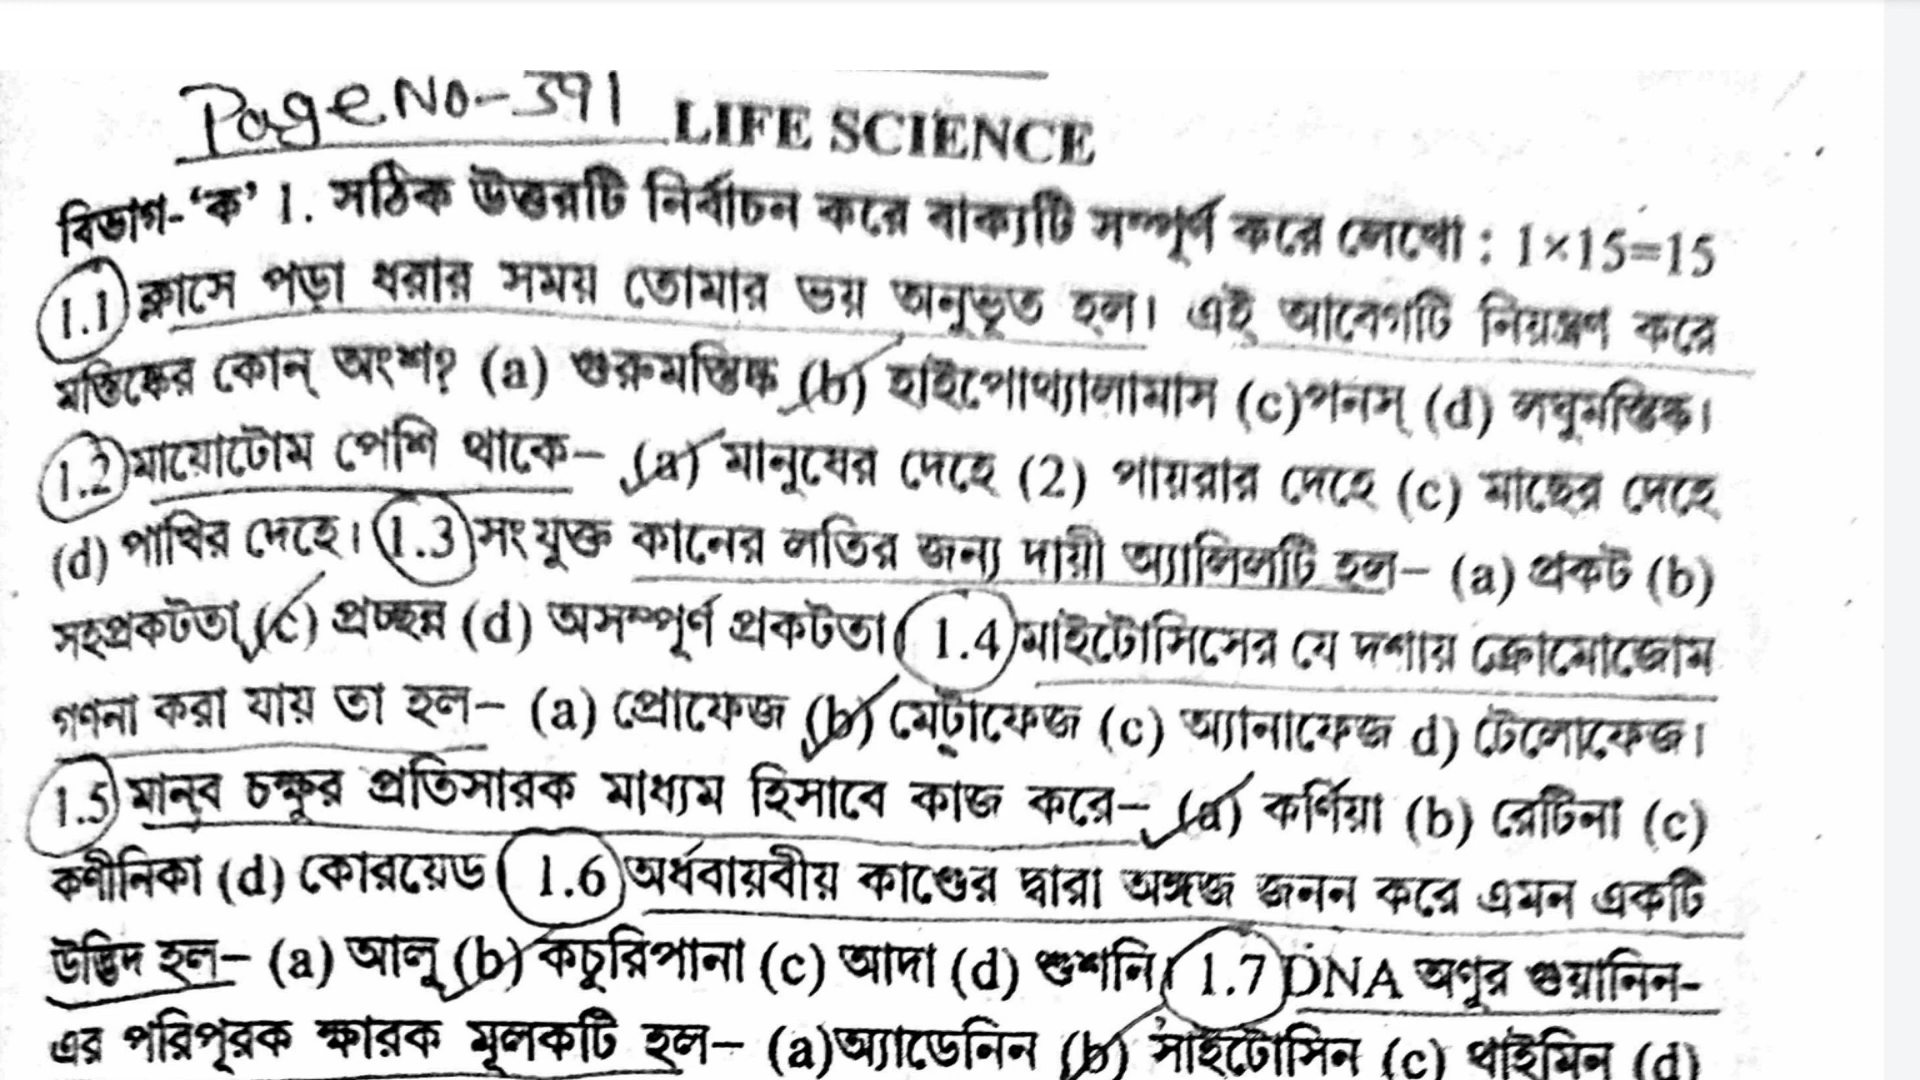 Page No-391 LIFE SCIENCE
বিভাগ-‘ক’ 1. সঠিক উত্তরটি নির্বাচন করে বাক্যটি সম্পূর্ণ করে লেখো : 1×15=15
1.1 ক্লাসে পড়া ধরার সময় তোমার ভয় অনুভূত হল। এই আবেগটি নিয়ন্ত্রণ করে
মস্তিষ্কের কোন্ অংশ? (a) গুরুমস্তিষ্ক (b) হাইপোথ্যালামাস (c)পনস্ (d) লঘুমস্তিষ্ক।
1.2 মায়োটোম পেশি থাকে– (a) মানুষের দেহে (2) পায়রার দেহে (c) মাছের দেহে
(d) পাখির দেহে। 1.3 সংযুক্ত কানের লতির জন্য দায়ী অ্যালিলটি হল– (a) প্রকট (b)
সহপ্রকটতা (c) প্রচ্ছন্ন (d) অসম্পূর্ণ প্রকটতা। 1.4 মাইটোসিসের যে দশায় ক্রোমোজোম
গণনা করা যায় তা হল– (a) প্রোফেজ (b) মেটাফেজ (c) অ্যানাফেজ d) টেলোফেজ।
1.5 মানব চক্ষুর প্রতিসারক মাধ্যম হিসাবে কাজ করে– (a) কর্ণিয়া (b) রেটিনা (c)
কণীনিকা (d) কোরয়েড 1.6 অর্ধবায়বীয় কাণ্ডের দ্বারা অঙ্গজ জনন করে এমন একটি
উদ্ভিদ হল– (a) আলু (b) কচুরিপানা (c) আদা (d) শুশনি। 1.7 DNA অণুর গুয়ানিন-
এর পরিপূরক ক্ষারক মূলকটি হল– (a)অ্যাডেনিন (b) সাইটোসিন (c) থাইমিন (d)